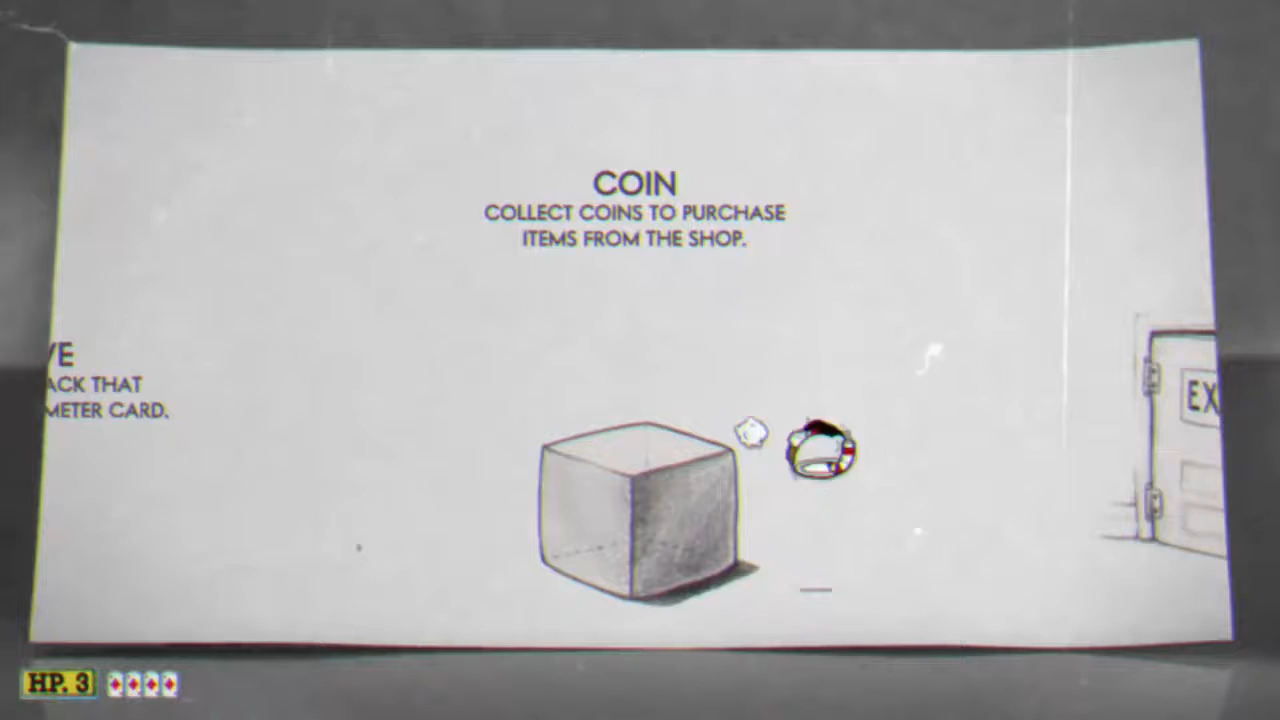 COIN
COLLECT COINS TO PURCHASE
ITEMS FROM THE SHOP.
VE
ACK THAT
METER CARD.
EX
HP. 3